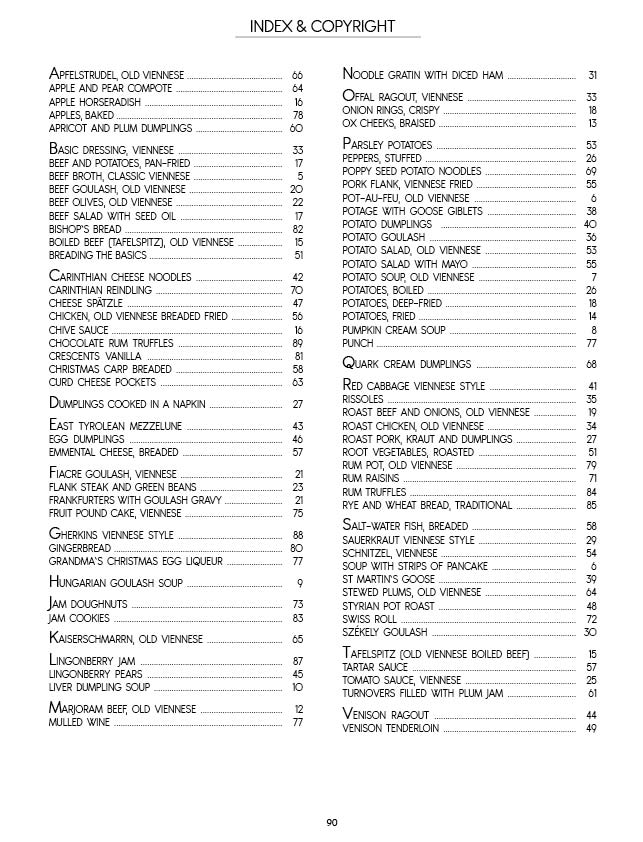 INDEX & COPYRIGHT
APFELSTRUDEL, OLD VIENNESE ........ 66
APPLE AND PEAR COMPOTE ........ 64
APPLE HORSERADISH ........ 16
APPLES, BAKED ........ 78
APRICOT AND PLUM DUMPLINGS ........ 60
BASIC DRESSING, VIENNESE ........ 33
BEEF AND POTATOES, PAN-FRIED ........ 17
BEEF BROTH, CLASSIC VIENNESE ........ 5
BEEF GOULASH, OLD VIENNESE ........ 20
BEEF OLIVES, OLD VIENNESE ........ 22
BEEF SALAD WITH SEED OIL ........ 17
BISHOP'S BREAD ........ 82
BOILED BEEF (TAFELSPITZ), OLD VIENNESE ........ 15
BREADING THE BASICS ........ 51
CARINTHIAN CHEESE NOODLES ........ 42
CARINTHIAN REINDLING ........ 70
CHEESE SPÄTZLE ........ 47
CHICKEN, OLD VIENNESE BREADED FRIED ........ 56
CHIVE SAUCE ........ 16
CHOCOLATE RUM TRUFFLES ........ 89
CRESCENTS VANILLA ........ 81
CHRISTMAS CARP BREADED ........ 58
CURD CHEESE POCKETS ........ 63
DUMPLINGS COOKED IN A NAPKIN ........ 27
EAST TYROLEAN MEZZELUNE ........ 43
EGG DUMPLINGS ........ 46
EMMENTAL CHEESE, BREADED ........ 57
FIACRE GOULASH, VIENNESE ........ 21
FLANK STEAK AND GREEN BEANS ........ 23
FRANKFURTERS WITH GOULASH GRAVY ........ 21
FRUIT POUND CAKE, VIENNESE ........ 75
GHERKINS VIENNESE STYLE ........ 88
GINGERBREAD ........ 80
GRANDMA'S CHRISTMAS EGG LIQUEUR ........ 77
HUNGARIAN GOULASH SOUP ........ 9
JAM DOUGHNUTS ........ 73
JAM COOKIES ........ 83
KAISERSCHMARRN, OLD VIENNESE ........ 65
LINGONBERRY JAM ........ 87
LINGONBERRY PEARS ........ 45
LIVER DUMPLING SOUP ........ 10
MARJORAM BEEF, OLD VIENNESE ........ 12
MULLED WINE ........ 77
NOODLE GRATIN WITH DICED HAM ........ 31
OFFAL RAGOUT, VIENNESE ........ 33
ONION RINGS, CRISPY ........ 18
OX CHEEKS, BRAISED ........ 13
PARSLEY POTATOES ........ 53
PEPPERS, STUFFED ........ 26
POPPY SEED POTATO NOODLES ........ 69
PORK FLANK, VIENNESE FRIED ........ 55
POT-AU-FEU, OLD VIENNESE ........ 6
POTAGE WITH GOOSE GIBLETS ........ 38
POTATO DUMPLINGS ........ 40
POTATO GOULASH ........ 36
POTATO SALAD, OLD VIENNESE ........ 53
POTATO SALAD WITH MAYO ........ 55
POTATO SOUP, OLD VIENNESE ........ 7
POTATOES, BOILED ........ 26
POTATOES, DEEP-FRIED ........ 18
POTATOES, FRIED ........ 14
PUMPKIN CREAM SOUP ........ 8
PUNCH ........ 77
QUARK CREAM DUMPLINGS ........ 68
RED CABBAGE VIENNESE STYLE ........ 41
RISSOLES ........ 35
ROAST BEEF AND ONIONS, OLD VIENNESE ........ 19
ROAST CHICKEN, OLD VIENNESE ........ 34
ROAST PORK, KRAUT AND DUMPLINGS ........ 27
ROOT VEGETABLES, ROASTED ........ 51
RUM POT, OLD VIENNESE ........ 79
RUM RAISINS ........ 71
RUM TRUFFLES ........ 84
RYE AND WHEAT BREAD, TRADITIONAL ........ 85
SALT-WATER FISH, BREADED ........ 58
SAUERKRAUT VIENNESE STYLE ........ 29
SCHNITZEL, VIENNESE ........ 54
SOUP WITH STRIPS OF PANCAKE ........ 6
ST MARTIN'S GOOSE ........ 39
STEWED PLUMS, OLD VIENNESE ........ 64
STYRIAN POT ROAST ........ 48
SWISS ROLL ........ 72
SZÉKELY GOULASH ........ 30
TAFELSPITZ (OLD VIENNESE BOILED BEEF) ........ 15
TARTAR SAUCE ........ 57
TOMATO SAUCE, VIENNESE ........ 25
TURNOVERS FILLED WITH PLUM JAM ........ 61
VENISON RAGOUT ........ 44
VENISON TENDERLOIN ........ 49
90